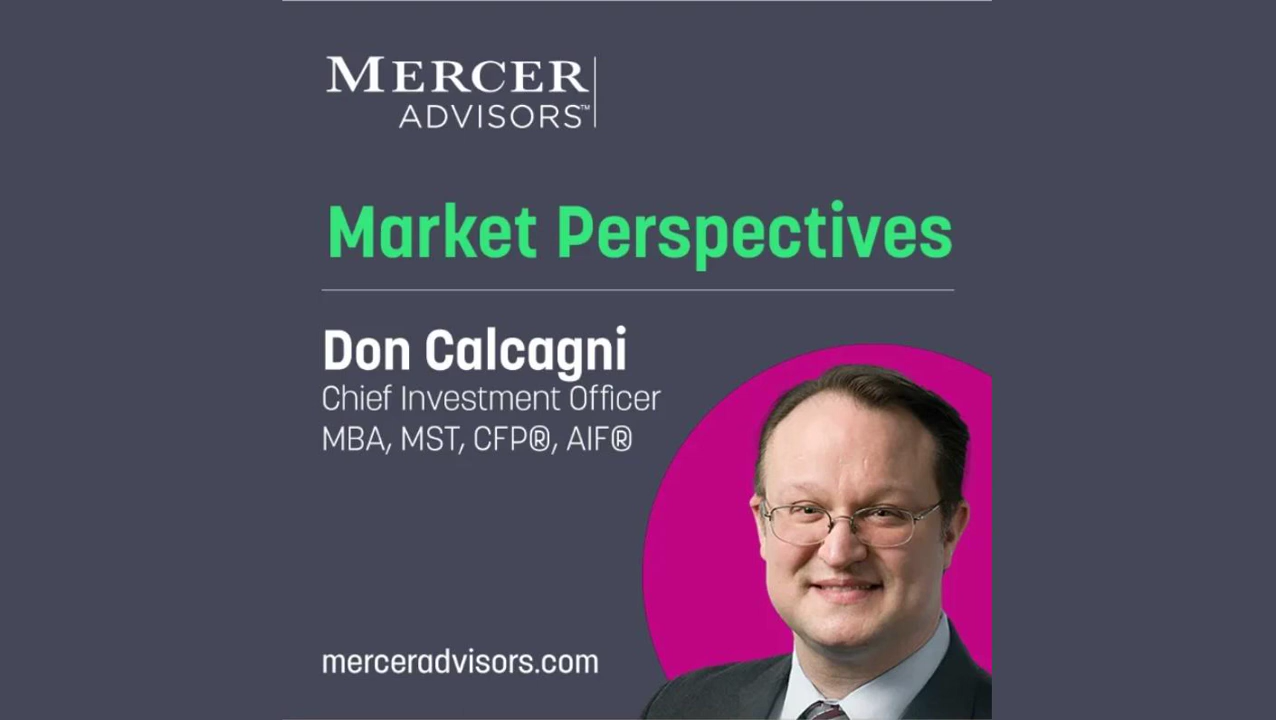 MERCER
ADVISORS™
Market Perspectives
Don Calcagni
Chief Investment Officer
MBA, MST, CFP®, AIF®
merceradvisors.com